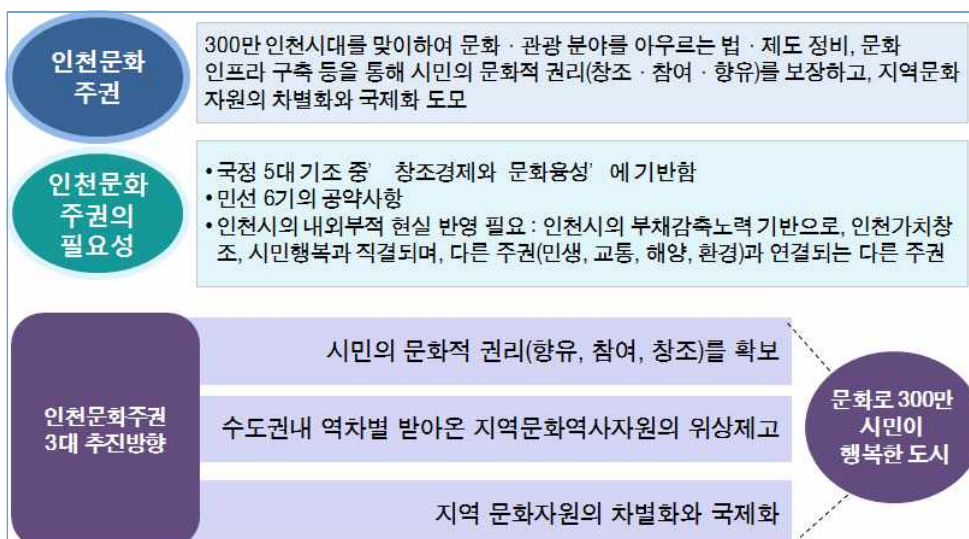 인천문화
주권
300만 인천시대를 맞이하여 문화 · 관광 분야를 아우르는 법 · 제도 정비, 문화
인프라 구축 등을 통해 시민의 문화적 권리(창조 · 참여 · 향유)를 보장하고, 지역문화
자원의 차별화와 국제화 도모
인천문화
주권의
필요성
• 국정 5대 기조 중’ 창조경제와 문화융성’ 에 기반함
• 민선 6기의 공약사항
• 인천시의 내외부적 현실 반영 필요 : 인천시의 부채감축노력 기반으로, 인천가치창
조, 시민행복과 직결되며, 다른 주권(민생, 교통, 해양, 환경)과 연결되는 다른 주권
인천문화주권
3대 추진방향
시민의 문화적 권리(향유, 참여, 창조)를 확보
수도권내 역차별 받아온 지역문화역사자원의 위상제고
지역 문화자원의 차별화와 국제화
문화로 300만
시민이
행복한 도시